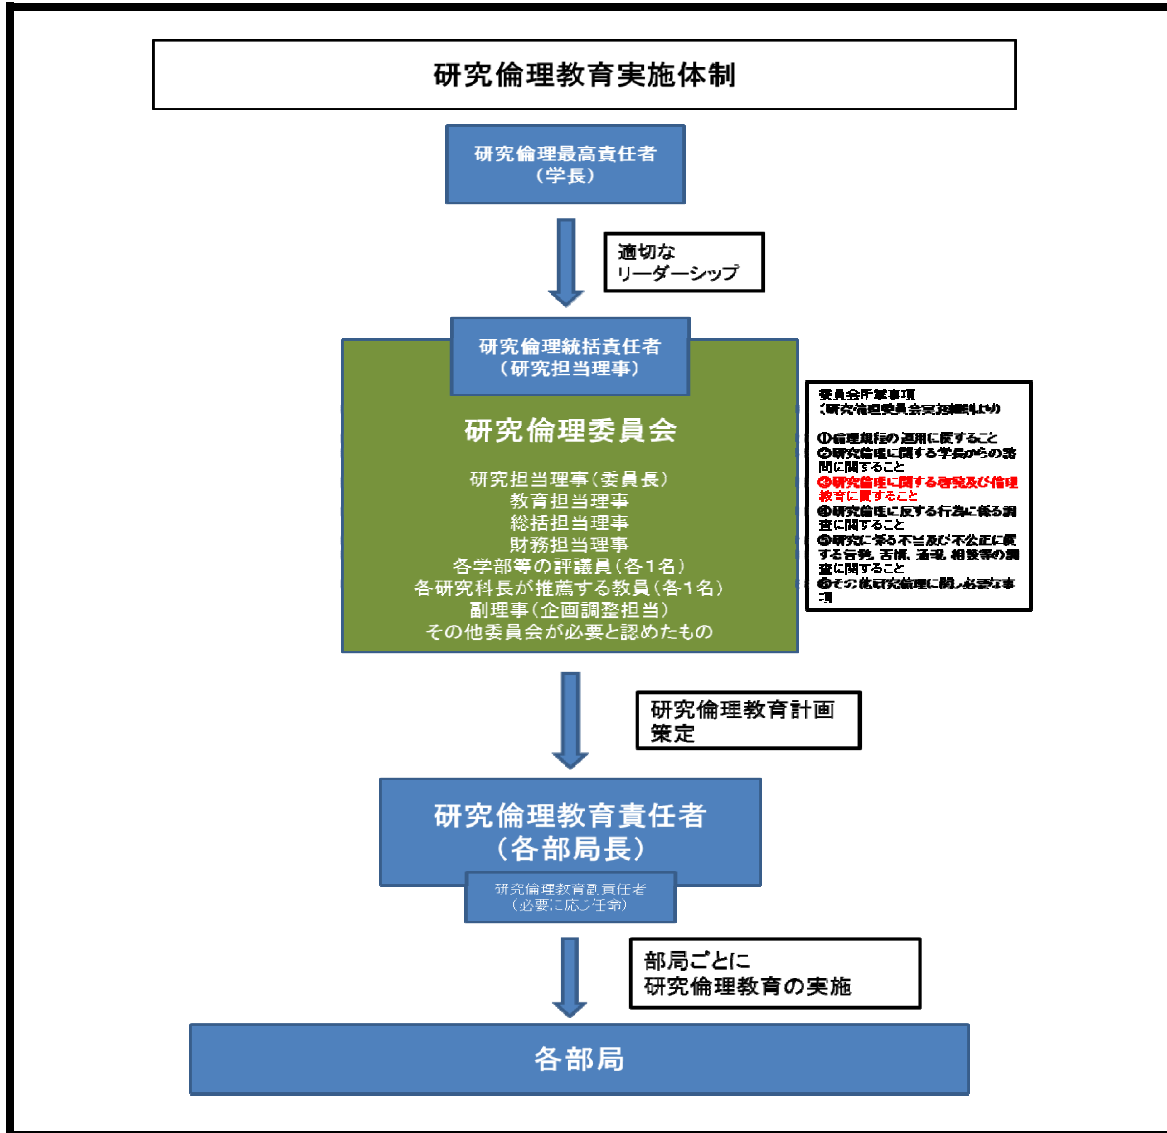 研究倫理教育実施体制
研究倫理最高責任者
(学長)
適切な
リーダーシップ
研究倫理統括責任者
(研究担当理事)
研究倫理委員会
研究担当理事(委員長)
教育担当理事
総括担当理事
財務担当理事
各学部等の評議員(各1名)
各研究科長が推薦する教員(各1名)
副理事(企画調整担当)
その他委員会が必要と認めたもの
委員会所掌事項
(研究倫理委員会実施細則より)
①倫理規程の運用に関すること
②研究倫理に関する学長からの諮
問に関すること
③研究倫理に関する啓発及び倫理
教育に関すること
④研究倫理に反する行為に係る調
査に関すること
⑤研究に係る不当及び不公正に関
する告発、苦情、通報、相談等の調
査に関すること
⑥その他研究倫理に関し必要な事
項
研究倫理教育計画
策定
研究倫理教育責任者
(各部局長)
研究倫理教育副責任者
(必要に応じ任命)
部局ごとに
研究倫理教育の実施
各部局